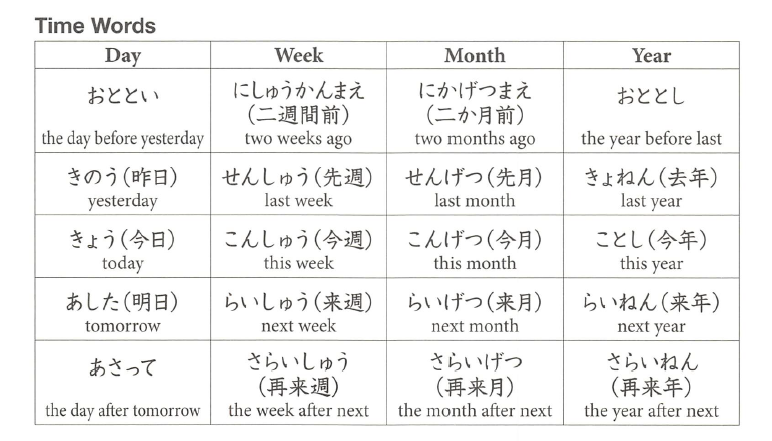 Time Words
Day Week Month Year
おととい にしゅうかんまえ にかげつまえ おととし
(二週間前) (二か月前)
the day before yesterday two weeks ago two months ago the year before last
きのう(昨日) せんしゅう(先週) せんげつ(先月) きょねん(去年)
yesterday last week last month last year
きょう(今日) こんしゅう(今週) こんげつ(今月) ことし(今年)
today this week this month this year
あした(明日) らいしゅう(来週) らいげつ(来月) らいねん(来年)
tomorrow next week next month next year
あさって さらいしゅう さらいげつ さらいねん
(再来週) (再来月) (再来年)
the day after tomorrow the week after next the month after next the year after next